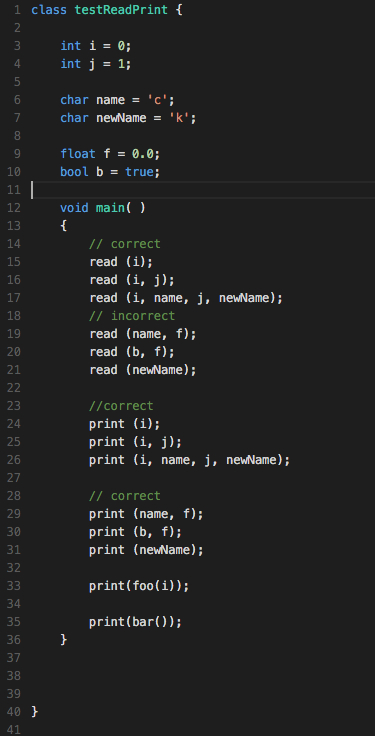 1 class testReadPrint {
2
3     int i = 0;
4     int j = 1;
5
6     char name = 'c';
7     char newName = 'k';
8
9     float f = 0.0;
10     bool b = true;
11
12     void main( )
13     {
14         // correct
15         read (i);
16         read (i, j);
17         read (i, name, j, newName);
18         // incorrect
19         read (name, f);
20         read (b, f);
21         read (newName);
22
23         //correct
24         print (i);
25         print (i, j);
26         print (i, name, j, newName);
27
28         // correct
29         print (name, f);
30         print (b, f);
31         print (newName);
32
33         print(foo(i));
34
35         print(bar());
36     }
37
38
39
40 }
41